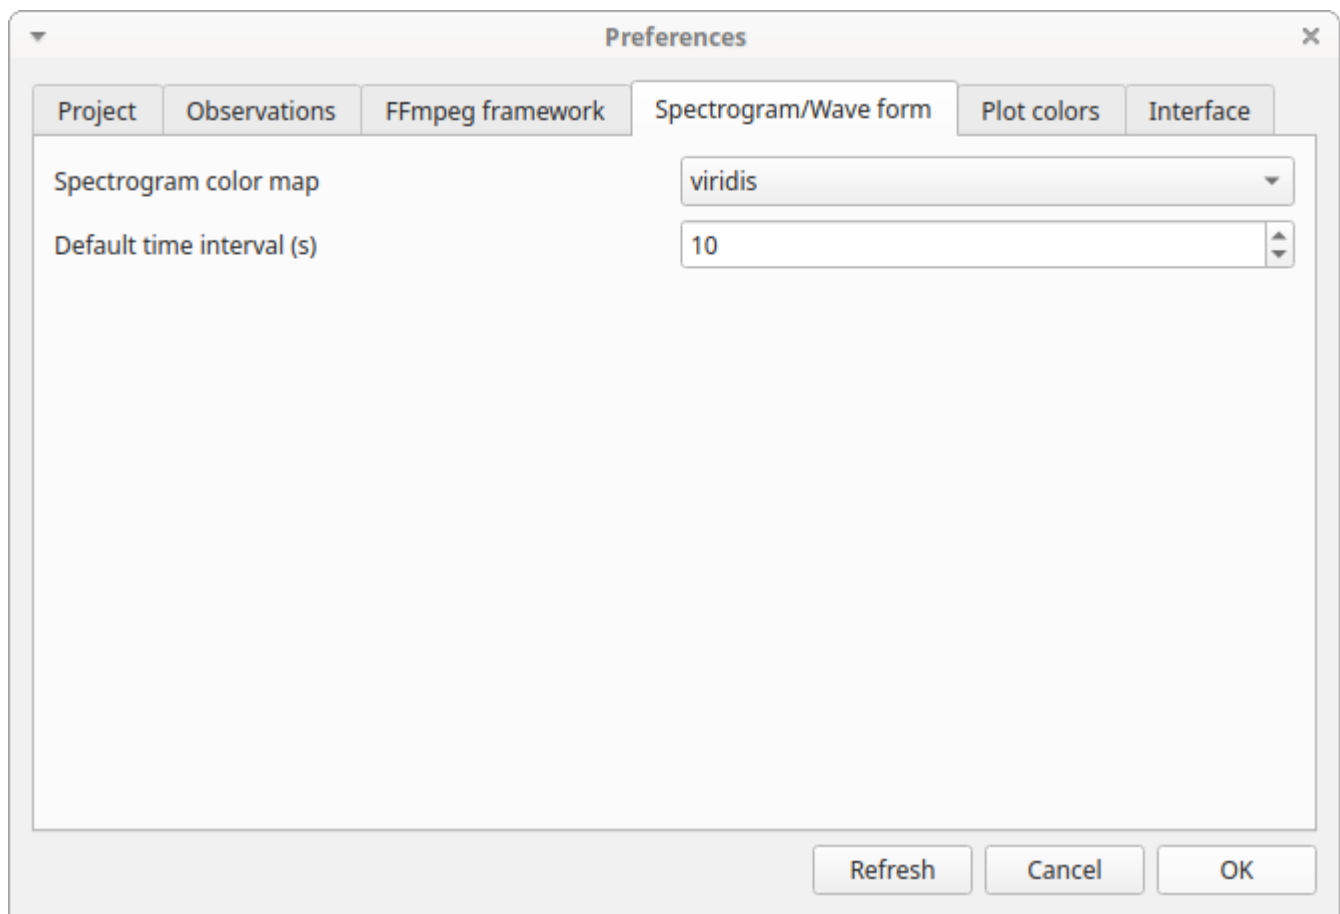 Preferences
Project Observations FFmpeg framework Spectrogram/Wave form Plot colors Interface
Spectrogram color map viridis
Default time interval (s) 10
Refresh Cancel OK